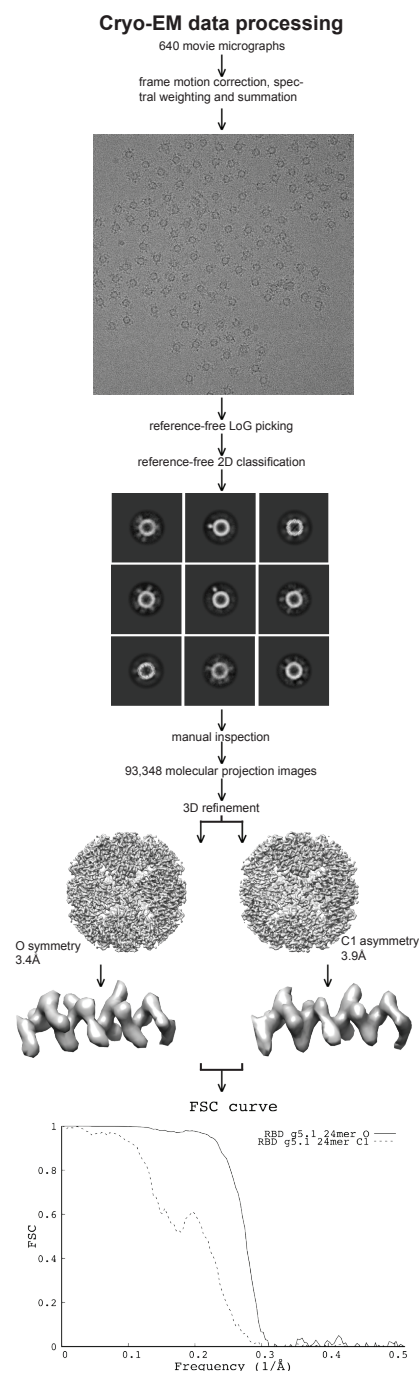 Cryo-EM data processing
640 movie micrographs
frame motion correction, spec-
tral weighting and summation
reference-free LoG picking
reference-free 2D classification
manual inspection
93,348 molecular projection images
3D refinement
O symmetry
3.4Å
C1 asymmetry
3.9Å
FSC curve
RBD g5.1 24mer O
RBD g5.1 24mer C1
1
0.8
0.6
0.4
0.2
0
FSC
0 0.1 0.2 0.3 0.4 0.5
Frequency (1/Å)